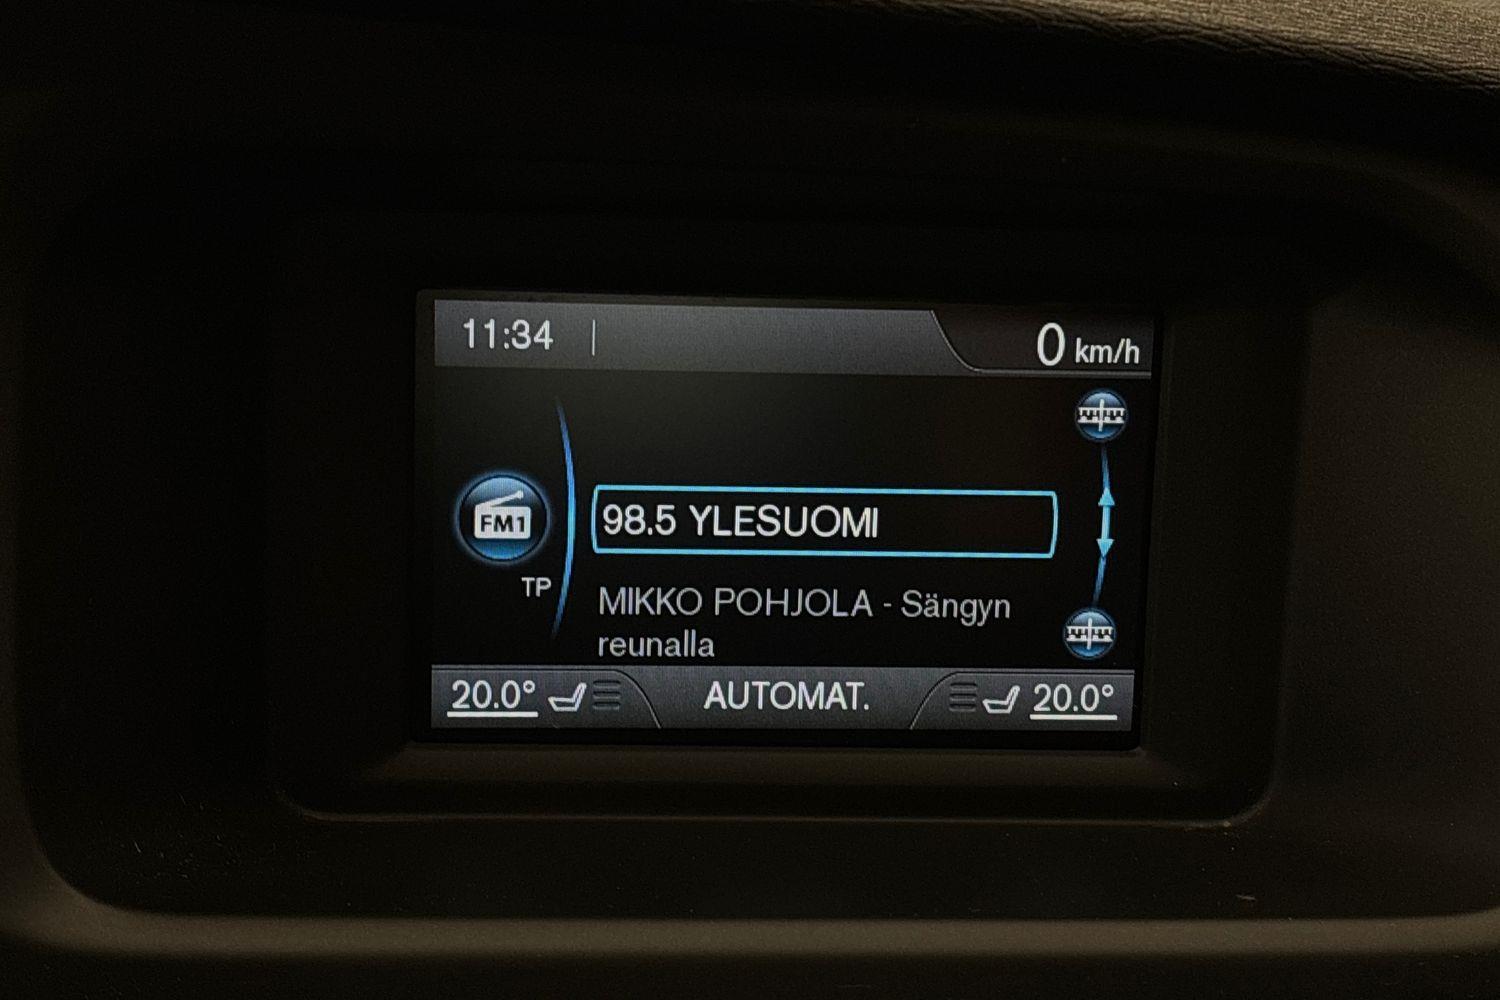 11:34
0 km/h
FM1
98.5 YLESUOMI
TP
MIKKO POHJOLA - Sängyn
reunalla
20.0° AUTOMAT. 20.0°